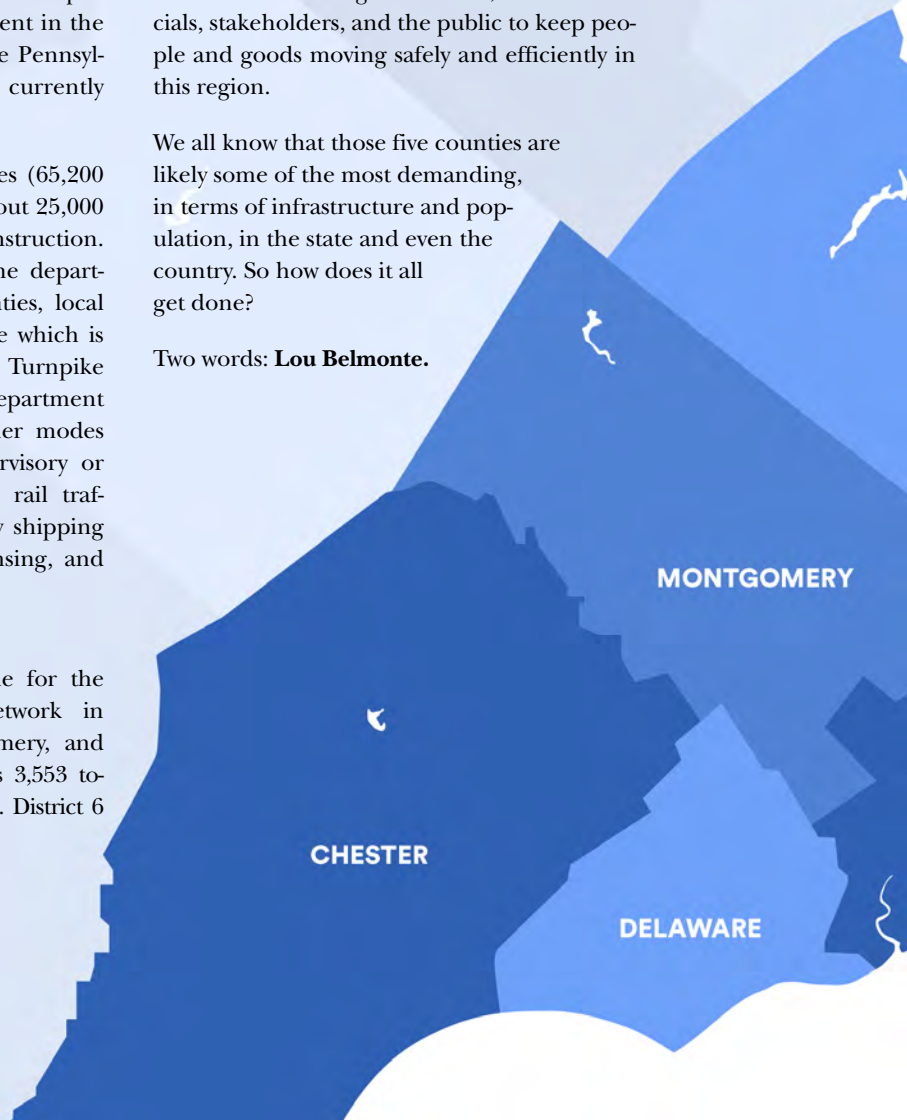 ent in the
e Pennsyl-
currently
es (65,200
out 25,000
nstruction.
ne depart-
nties, local
e which is
Turnpike
epartment
er modes
rvisory or
rail traf-
y shipping
nsing, and
le for the
etwork in
mery, and
s 3,553 to-
. District 6
cials, stakeholders, and the public to keep peo-
ple and goods moving safely and efficiently in
this region.
We all know that those five counties are
likely some of the most demanding,
in terms of infrastructure and pop-
ulation, in the state and even the
country. So how does it all
get done?
Two words: Lou Belmonte.
MONTGOMERY
CHESTER
DELAWARE